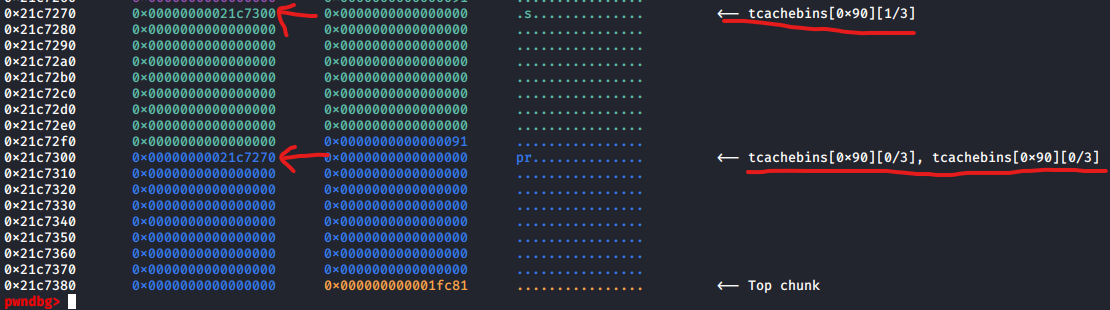 0×21c7270 0×00000000021c7300 0×0000000000000000 .s.............. ⟵ tcachebins[0×90][1/3]
0×21c7280 0×0000000000000000 0×0000000000000000 ................
0×21c7290 0×0000000000000000 0×0000000000000000 ................
0×21c72a0 0×0000000000000000 0×0000000000000000 ................
0×21c72b0 0×0000000000000000 0×0000000000000000 ................
0×21c72c0 0×0000000000000000 0×0000000000000000 ................
0×21c72d0 0×0000000000000000 0×0000000000000000 ................
0×21c72e0 0×0000000000000000 0×0000000000000000 ................
0×21c72f0 0×0000000000000000 0×0000000000000091 ................
0×21c7300 0×00000000021c7270 0×0000000000000000 pr.............. ⟵ tcachebins[0×90][0/3], tcachebins[0×90][0/3]
0×21c7310 0×0000000000000000 0×0000000000000000 ................
0×21c7320 0×0000000000000000 0×0000000000000000 ................
0×21c7330 0×0000000000000000 0×0000000000000000 ................
0×21c7340 0×0000000000000000 0×0000000000000000 ................
0×21c7350 0×0000000000000000 0×0000000000000000 ................
0×21c7360 0×0000000000000000 0×0000000000000000 ................
0×21c7370 0×0000000000000000 0×0000000000000000 ................
0×21c7380 0×0000000000000000 0×000000000001fc81 ................ ⟵ Top chunk
pwndbg>